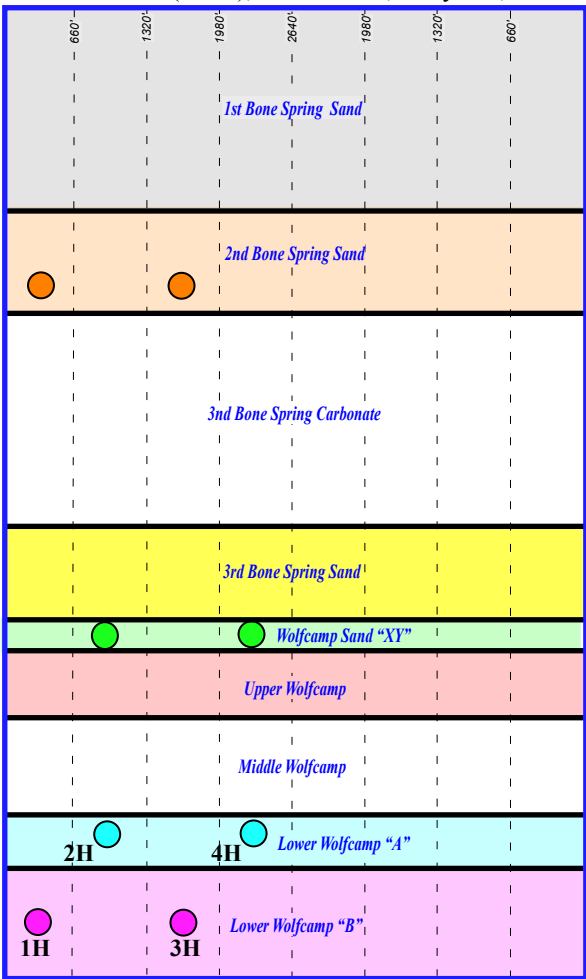 660'
1320'
1980'
2640'
1980'
1320'
660'
1st Bone Spring Sand
2nd Bone Spring Sand
3nd Bone Spring Carbonate
3rd Bone Spring Sand
Wolfcamp Sand “XY”
Upper Wolfcamp
Middle Wolfcamp
Lower Wolfcamp “A”
2H
4H
Lower Wolfcamp “B”
1H
3H